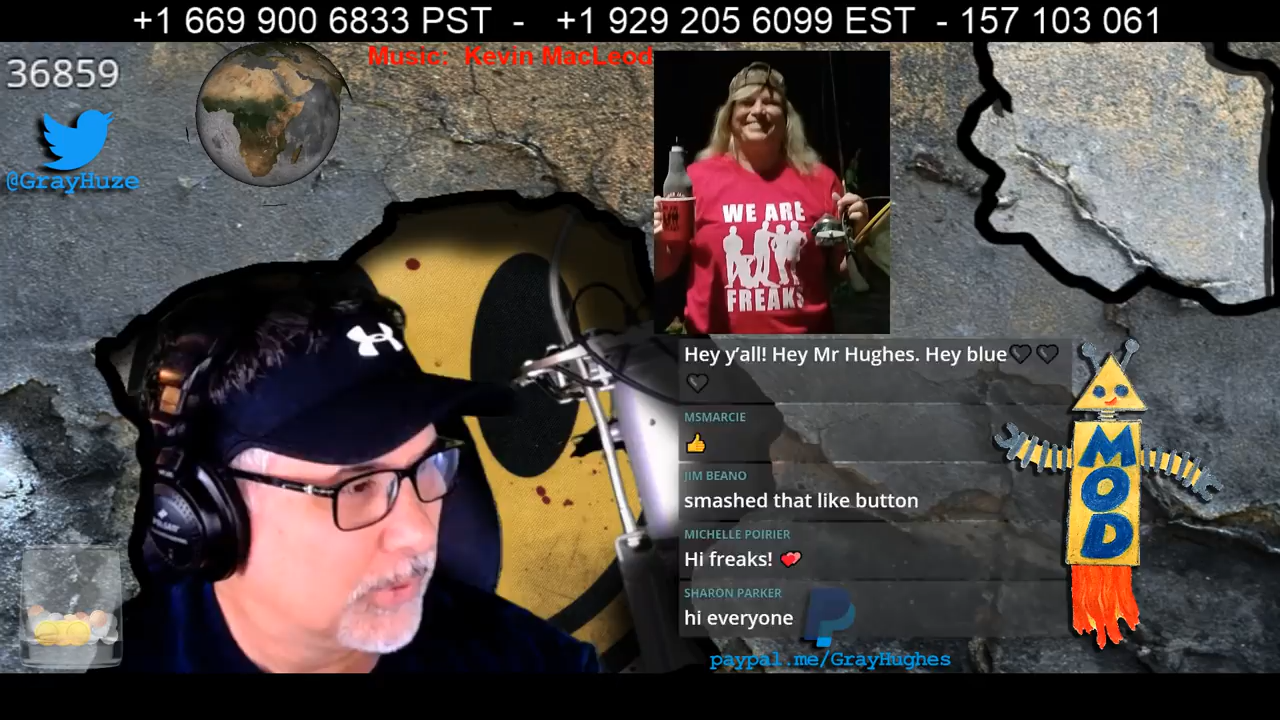 +1 669 900 6833 PST - +1 929 205 6099 EST - 157 103 061
Music: Kevin MacLeod
36859
@GrayHuze
WE ARE
FREAKS
Hey y’all! Hey Mr Hughes. Hey blue🖤🖤
🖤
MSMARCIE
👍
JIM BEANO
smashed that like button
MICHELLE POIRIER
Hi freaks! 💕
SHARON PARKER
hi everyone
MOD
paypal.me/GrayHughes